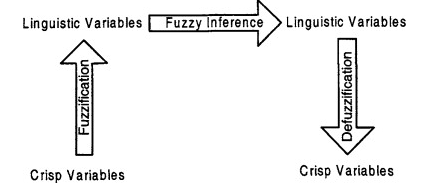 Linguistic Variables
Fuzzy Inference
Linguistic Variables
Fuzzification
Defuzzification
Crisp Variables
Crisp Variables